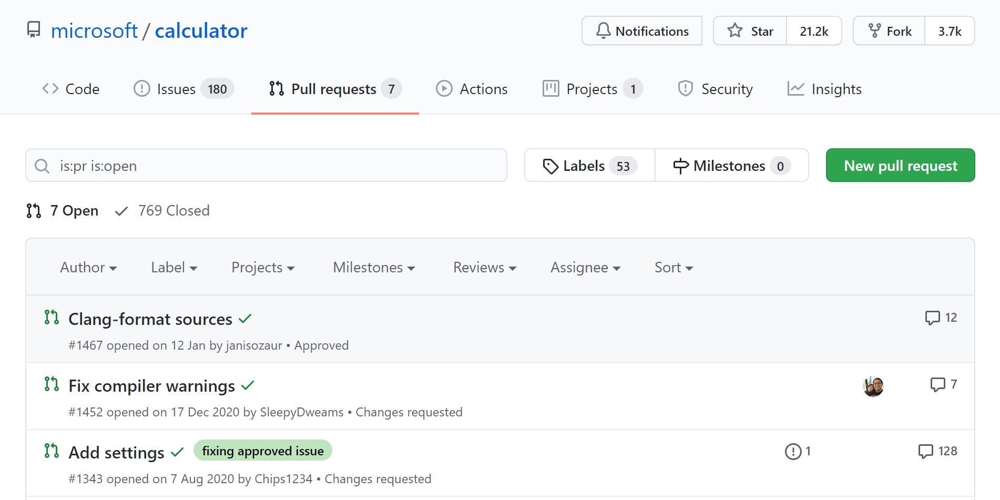 microsoft / calculator
Notifications Star 21.2k Fork 3.7k
Code Issues 180 Pull requests 7 Actions Projects 1 Security Insights
is:pr is:open Labels 53 Milestones 0 New pull request
7 Open 769 Closed
Author Label Projects Milestones Reviews Assignee Sort
Clang-format sources 12
#1467 opened on 12 Jan by janisozaur • Approved
Fix compiler warnings 7
#1452 opened on 17 Dec 2020 by SleepyDweams • Changes requested
Add settings fixing approved issue 1 128
#1343 opened on 7 Aug 2020 by Chips1234 • Changes requested